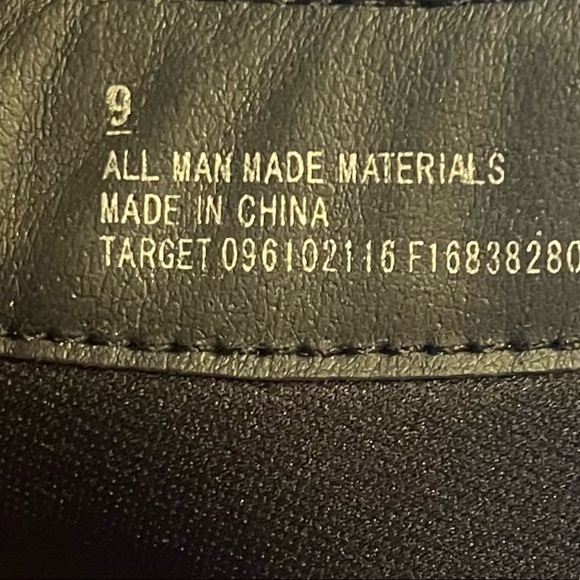 9
ALL MAN MADE MATERIALS
MADE IN CHINA
TARGET 096102116 F16838280